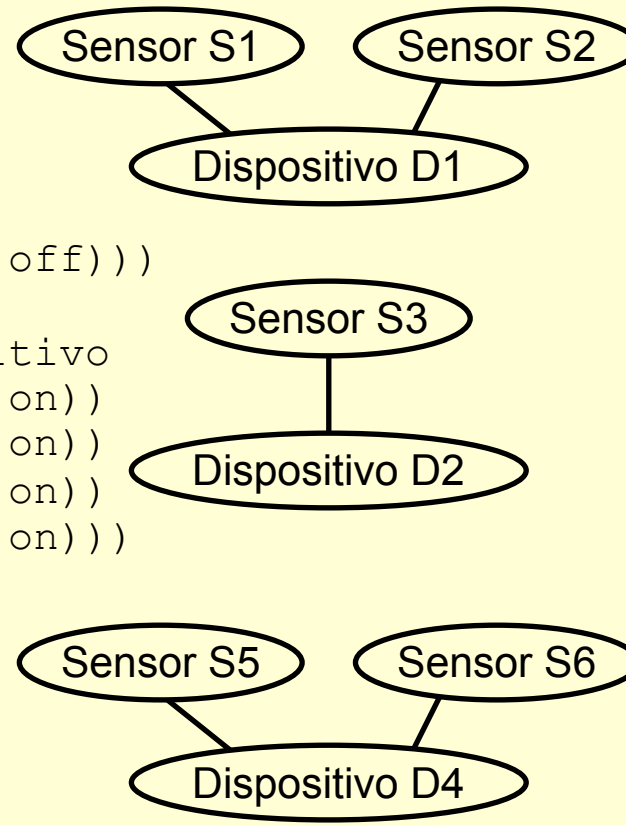 Sensor S1 Sensor S2
Dispositivo D1
off)))
Sensor S3
on))
on))
Dispositivo D2
on))
on)))
Sensor S5 Sensor S6
Dispositivo D4